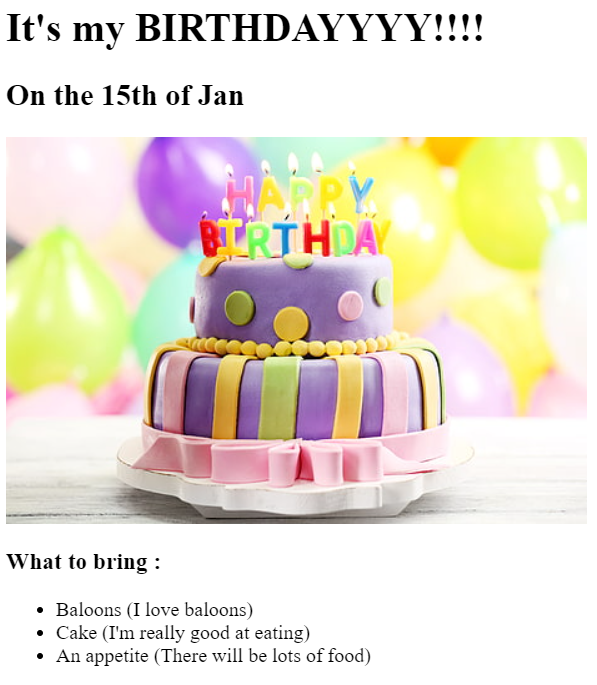 It's my BIRTHDAYYYY!!!!
On the 15th of Jan
HAPPY
BIRTHDAY
What to bring :
Baloons (I love baloons)
Cake (I'm really good at eating)
An appetite (There will be lots of food)